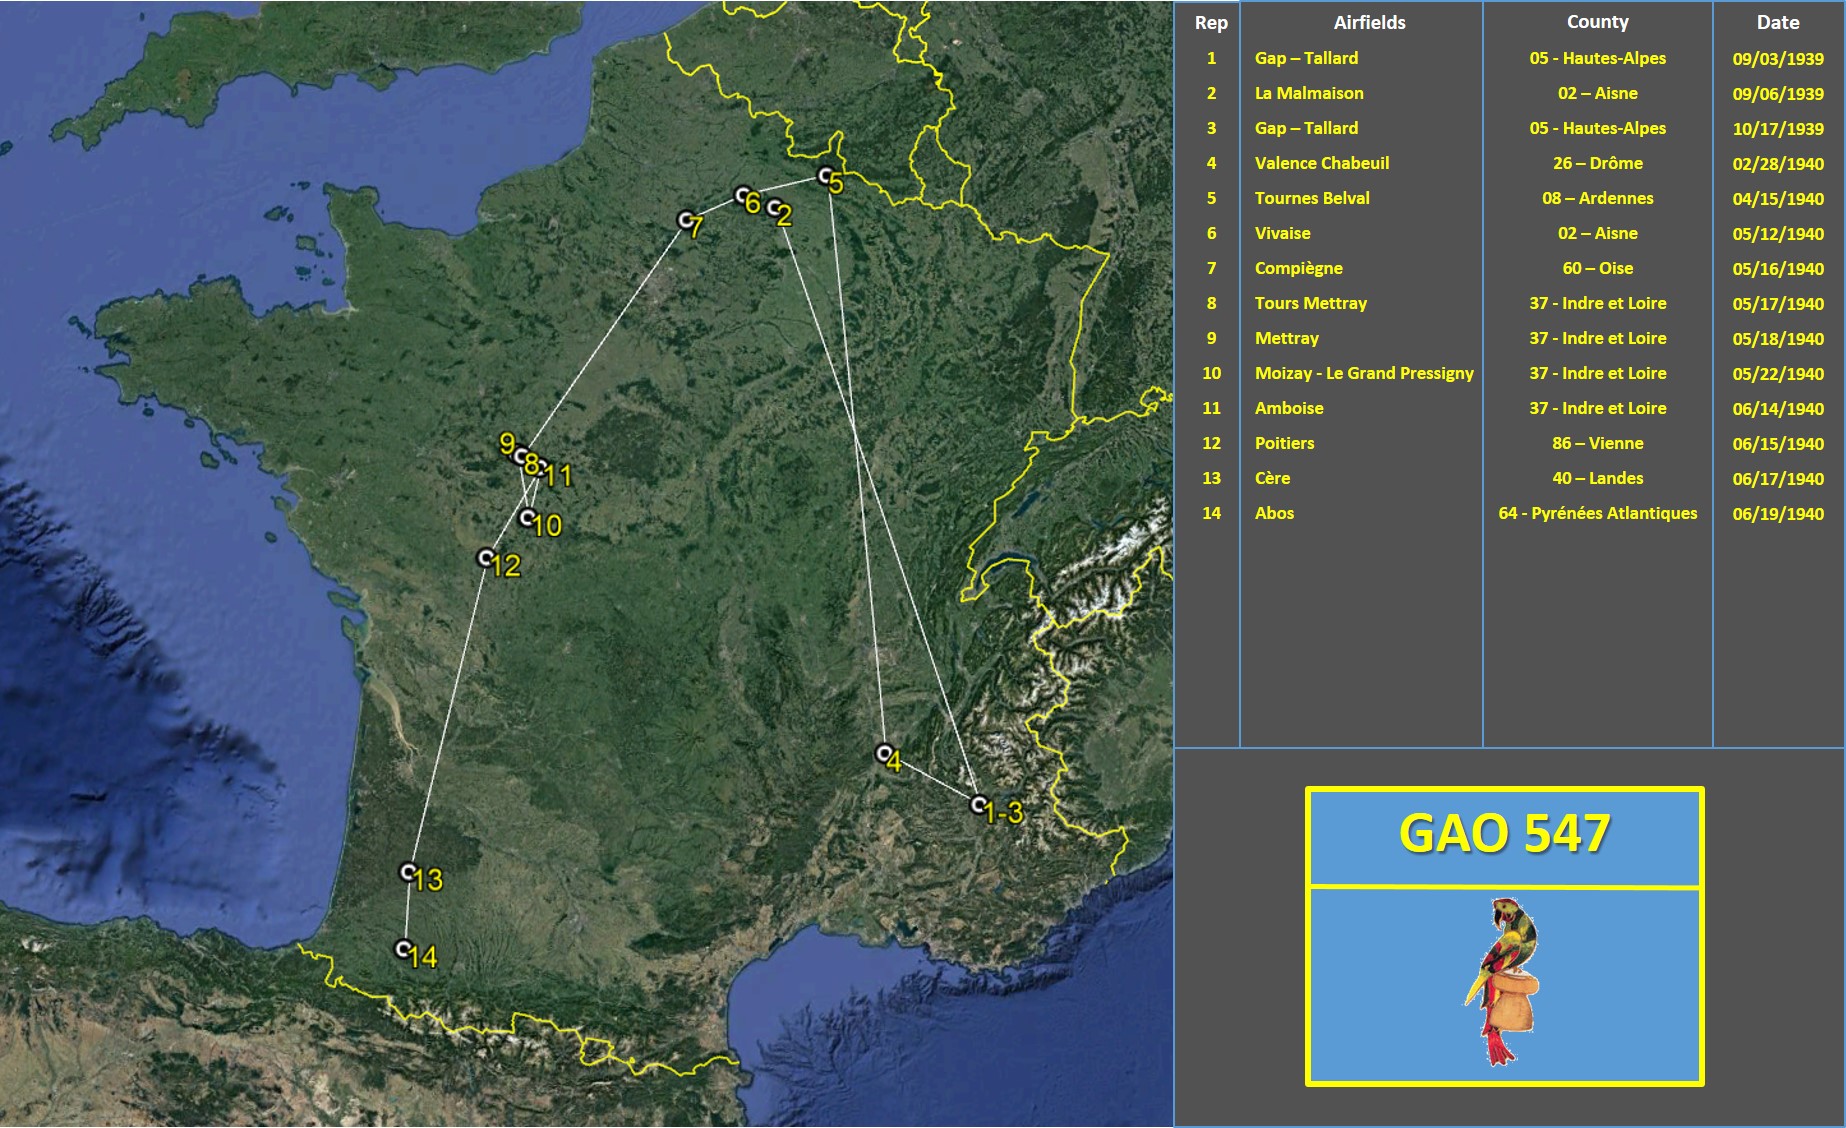 Rep Airfields County Date
1 Gap – Tallard 05 - Hautes-Alpes 09/03/1939
2 La Malmaison 02 – Aisne 09/06/1939
3 Gap – Tallard 05 - Hautes-Alpes 10/17/1939
4 Valence Chabeuil 26 – Drôme 02/28/1940
5 Tournes Belval 08 – Ardennes 04/15/1940
6 Vivaise 02 – Aisne 05/12/1940
7 Compiègne 60 – Oise 05/16/1940
8 Tours Mettray 37 - Indre et Loire 05/17/1940
9 Mettray 37 - Indre et Loire 05/18/1940
10 Moizay - Le Grand Pressigny 37 - Indre et Loire 05/22/1940
11 Amboise 37 - Indre et Loire 06/14/1940
12 Poitiers 86 – Vienne 06/15/1940
13 Cère 40 – Landes 06/17/1940
14 Abos 64 - Pyrénées Atlantiques 06/19/1940
5
6
2
7
9
8
11
10
12
4
1-3
13
14
GAO 547